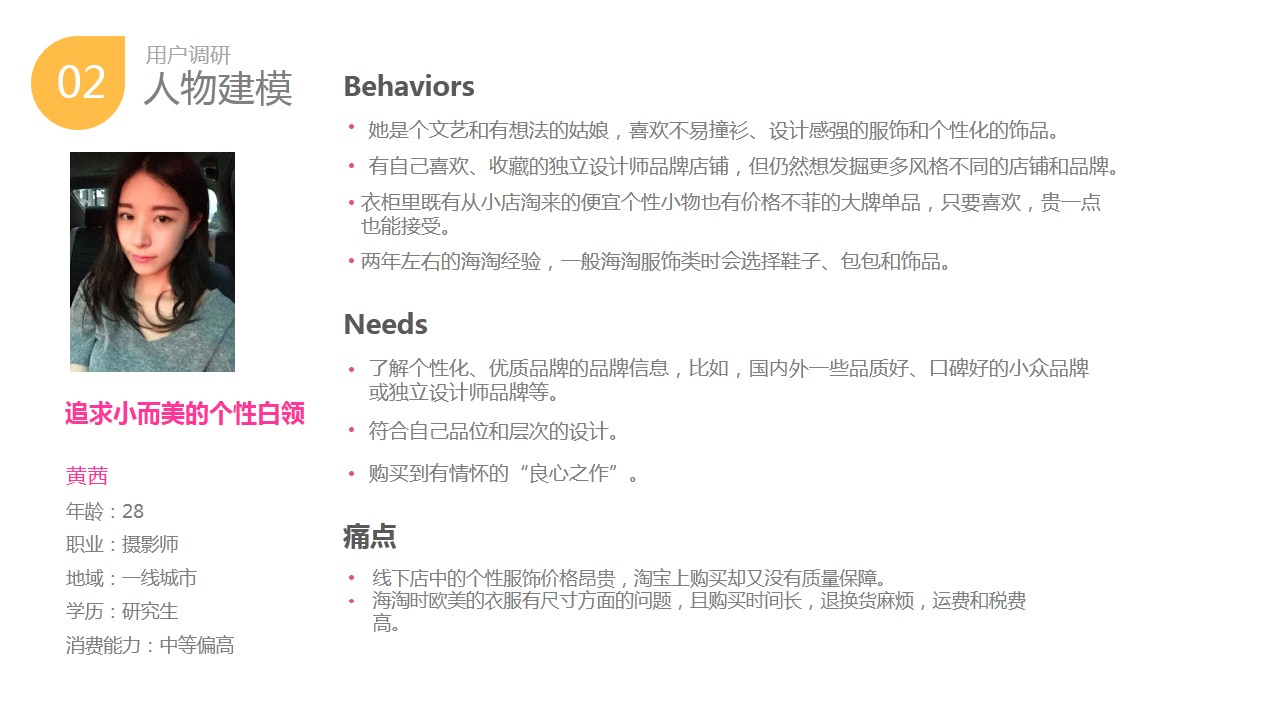 02
用户调研
人物建模
追求小而美的个性白领
黄茜
年龄：28
职业：摄影师
地域：一线城市
学历：研究生
消费能力：中等偏高
Behaviors
• 她是个文艺和有想法的姑娘，喜欢不易撞衫、设计感强的服饰和个性化的饰品。
• 有自己喜欢、收藏的独立设计师品牌店铺，但仍然想发掘更多风格不同的店铺和品牌。
• 衣柜里既有从小店淘来的便宜个性小物也有价格不菲的大牌单品，只要喜欢，贵一点
也能接受。
• 两年左右的海淘经验，一般海淘服饰类时会选择鞋子、包包和饰品。
Needs
• 了解个性化、优质品牌的品牌信息，比如，国内外一些品质好、口碑好的小众品牌
或独立设计师品牌等。
• 符合自己品位和层次的设计。
• 购买到有情怀的“良心之作”。
痛点
• 线下店中的个性服饰价格昂贵，淘宝上购买却又没有质量保障。
• 海淘时欧美的衣服有尺寸方面的问题，且购买时间长，退换货麻烦，运费和税费
高。